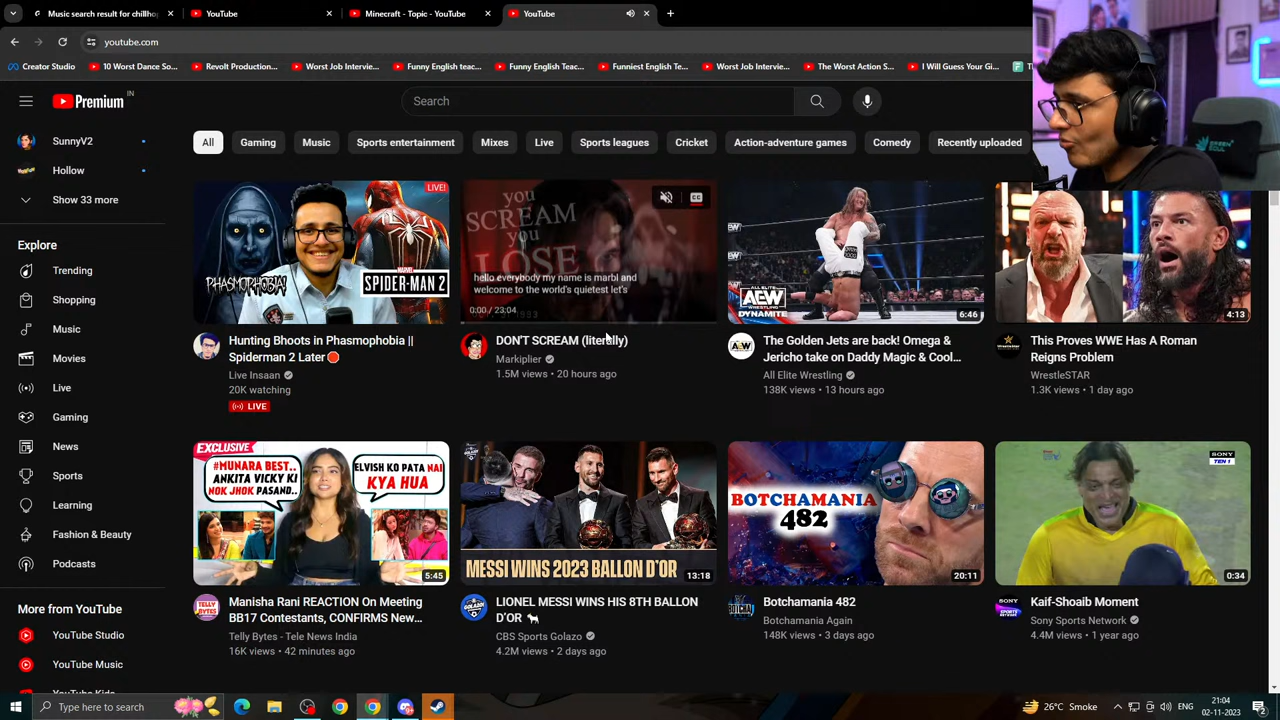 Music search result for chillho
YouTube
Minecraft - Topic - YouTube
YouTube
youtube.com
Creator Studio
10 Worst Dance So...
Revolt Production...
Worst Job Intervie...
Funny English teac...
Funny English Teac...
Funniest English Te...
Worst Job Intervie...
The Worst Action S...
I Will Guess Your Gi...
Premium IN
Search
SunnyV2
Hollow
Show 33 more
Explore
Trending
Shopping
Music
Movies
Live
Gaming
News
Sports
Learning
Fashion & Beauty
Podcasts
More from YouTube
YouTube Studio
YouTube Music
YouTube Kids
All
Gaming
Music
Sports entertainment
Mixes
Live
Sports leagues
Cricket
Action-adventure games
Comedy
Recently uploaded
LIVE!
PHASMOPHOBIA!
MARVEL
SPIDER-MAN 2
Hunting Bhoots in Phasmophobia ||
Spiderman 2 Later🛑
Live Insaan
20K watching
LIVE
you
SCREAM
you
LOSE
hello everybody my name is marbl and
welcome to the world's quietest let's
0:00 / 23:04
DON'T SCREAM (literally)
Markiplier
1.5M views • 20 hours ago
AEW
ALL ELITE WRESTLING
DYNAMITE
6:46
The Golden Jets are back! Omega &
Jericho take on Daddy Magic & Cool...
All Elite Wrestling
138K views • 13 hours ago
4:13
This Proves WWE Has A Roman
Reigns Problem
WrestleSTAR
1.3K views • 1 day ago
EXCLUSIVE
#MUNARA BEST..
ANKITA VICKY KI
NOK JHOK PASAND..
ELVISH KO PATA NAI
KYA HUA
5:45
Manisha Rani REACTION On Meeting
BB17 Contestants, CONFIRMS New...
Telly Bytes - Tele News India
16K views • 42 minutes ago
MESSI WINS 2023 BALLON D'OR
13:18
LIONEL MESSI WINS HIS 8TH BALLON
D'OR 🐐
CBS Sports Golazo
4.2M views • 2 days ago
BOTCHAMANIA
482
20:11
Botchamania 482
Botchamania Again
148K views • 3 days ago
SONY
TEN 1
0:34
Kaif-Shoaib Moment
Sony Sports Network
4.4M views • 1 year ago
Type here to search
26°C Smoke
ENG
21:04
02-11-2023